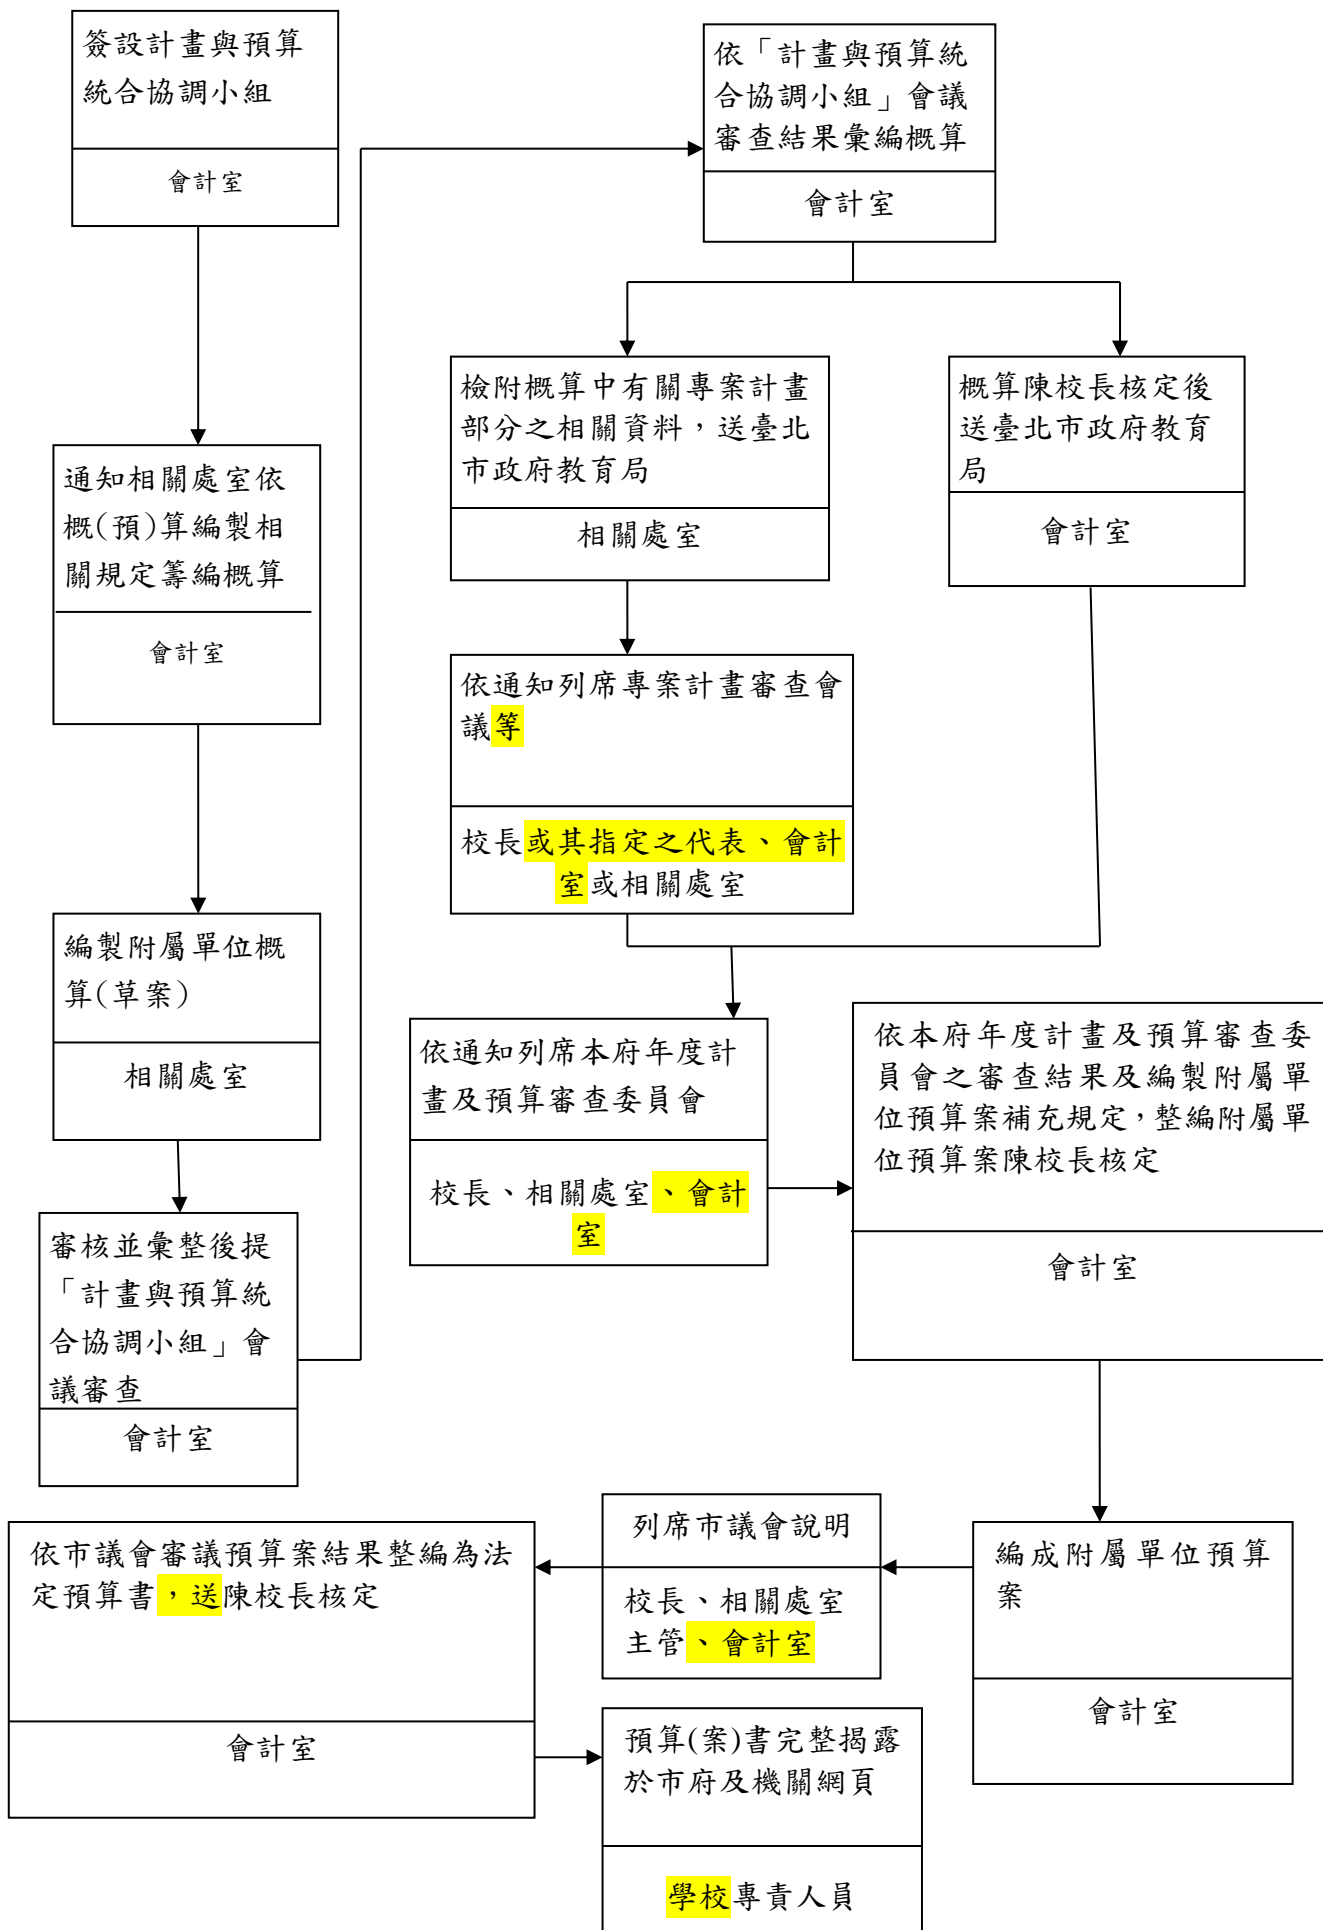 簽設計畫與預算
統合協調小組
會計室
通知相關處室依
概(預)算編製相
關規定籌編概算
會計室
編製附屬單位概
算(草案)
相關處室
審核並彙整後提
「計畫與預算統
合協調小組」會
議審查
會計室
依「計畫與預算統
合協調小組」會議
審查結果彙編概算
會計室
檢附概算中有關專案計畫
部分之相關資料，送臺北
市政府教育局
相關處室
概算陳校長核定後
送臺北市政府教育
局
會計室
依通知列席專案計畫審查會
議等
校長或其指定之代表、會計
室或相關處室
依通知列席本府年度計
畫及預算審查委員會
校長、相關處室、會計
室
依本府年度計畫及預算審查委
員會之審查結果及編製附屬單
位預算案補充規定，整編附屬單
位預算案陳校長核定
會計室
編成附屬單位預算
案
會計室
列席市議會說明
校長、相關處室
主管、會計室
依市議會審議預算案結果整編為法
定預算書，送陳校長核定
會計室
預算(案)書完整揭露
於市府及機關網頁
學校專責人員